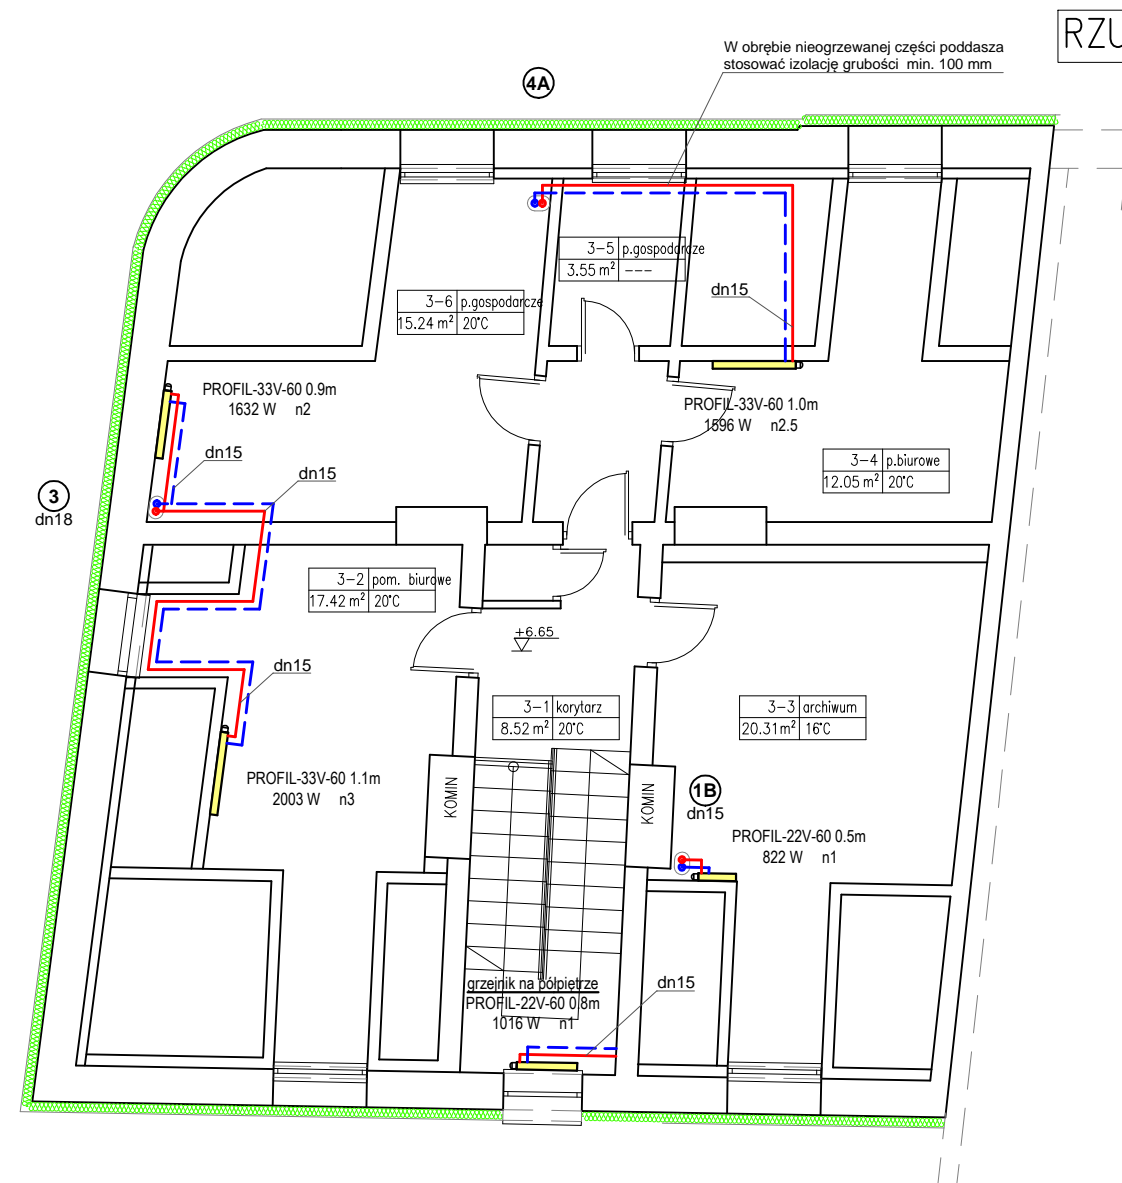 RZU
W obrębie nieogrzewanej części poddasza
stosować izolację grubości min. 100 mm
4A
3-5 p.gospodarcze
3.55 m² ---
dn15
3-6 p.gospodarcze
15.24 m² 20°C
PROFIL-33V-60 0.9m
1632 W n2
PROFIL-33V-60 1.0m
1596 W n2.5
dn15
dn15
3-4 p.biurowe
12.05 m² 20°C
3
dn18
3-2 pom. biurowe
17.42 m² 20°C
+6.65
dn15
3-1 korytarz
8.52 m² 20°C
3-3 archiwum
20.31m² 16°C
PROFIL-33V-60 1.1m
2003 W n3
KOMIN
KOMIN
1B
dn15
PROFIL-22V-60 0.5m
822 W n1
grzejnik na półpiętrze
PROFIL-22V-60 0.8m
1016 W n1
dn15